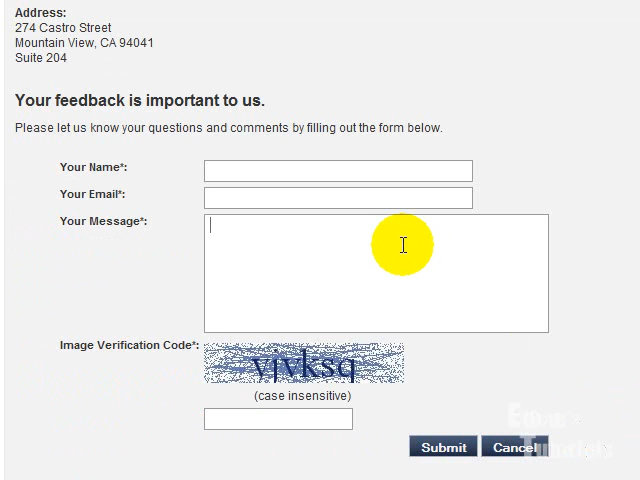 Address:
274 Castro Street
Mountain View, CA 94041
Suite 204
Your feedback is important to us.
Please let us know your questions and comments by filling out the form below.
Your Name*:
Your Email*:
Your Message*:
Image Verification Code*:
vjvksq
(case insensitive)
Submit
Cancel
Tutorials